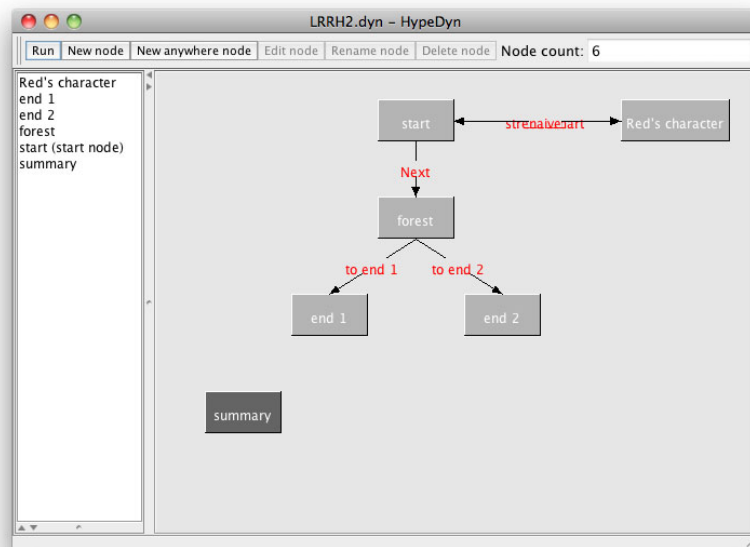 LRRH2.dyn – HypeDyn
Run New node New anywhere node Edit node Rename node Delete node Node count: 6
Red's character
end 1
end 2
forest
start (start node)
summary
start Red's character
Next
forest
to end 1 to end 2
end 1 end 2
summary